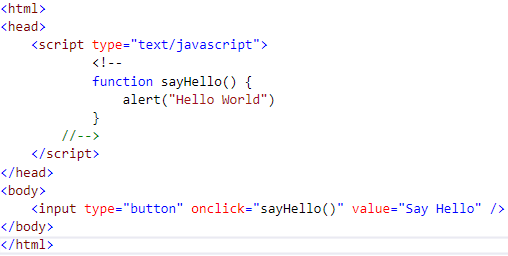 <html>
<head>
    <script type="text/javascript">
            <!--
            function sayHello() {
                alert("Hello World")
            }
        //-->
    </script>
</head>
<body>
    <input type="button" onclick="sayHello()" value="Say Hello" />
</body>
</html>